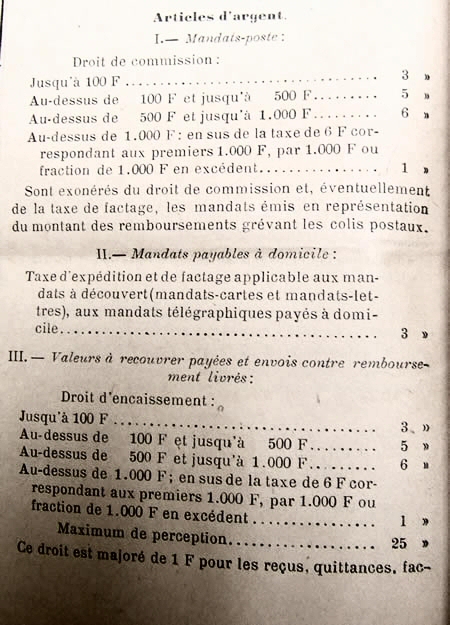 Articles d'argent.
I.— Mandats-poste :
Droit de commission :
Jusqu'à 100 F .................................. 3 »
Au-dessus de 100 F et jusqu'à 500 F......... 5 »
Au-dessus de 500 F et jusqu'à 1.000 F......... 6 »
Au-dessus de 1.000 F : en sus de la taxe de 6 F cor-
respondant aux premiers 1.000 F, par 1.000 F ou
fraction de 1.000 F en excédent................ 1 »
Sont exonérés du droit de commission et, éventuellement
de la taxe de factage, les mandats émis en représentation
du montant des remboursements grévant les colis postaux.
II.— Mandats payables à domicile :
Taxe d'expédition et de factage applicable aux man-
dats à découvert (mandats-cartes et mandats-let-
tres), aux mandats télégraphiques payés à domi-
cile............................................ 3 »
III.— Valeurs à recouvrer payées et envois contre rembourse-
ment livrés :
Droit d'encaissement :
Jusqu'à 100 F .................................. 3 »
Au-dessus de 100 F et jusqu'à 500 F......... 5 »
Au-dessus de 500 F et jusqu'à 1.000 F......... 6 »
Au-dessus de 1.000 F ; en sus de la taxe de 6 F cor-
respondant aux premiers 1.000 F, par 1.000 F ou
fraction de 1.000 F en excédent ................ 1 »
Maximum de perception..................... 25 »
Ce droit est majoré de 1 F pour les reçus, quittances, fac-